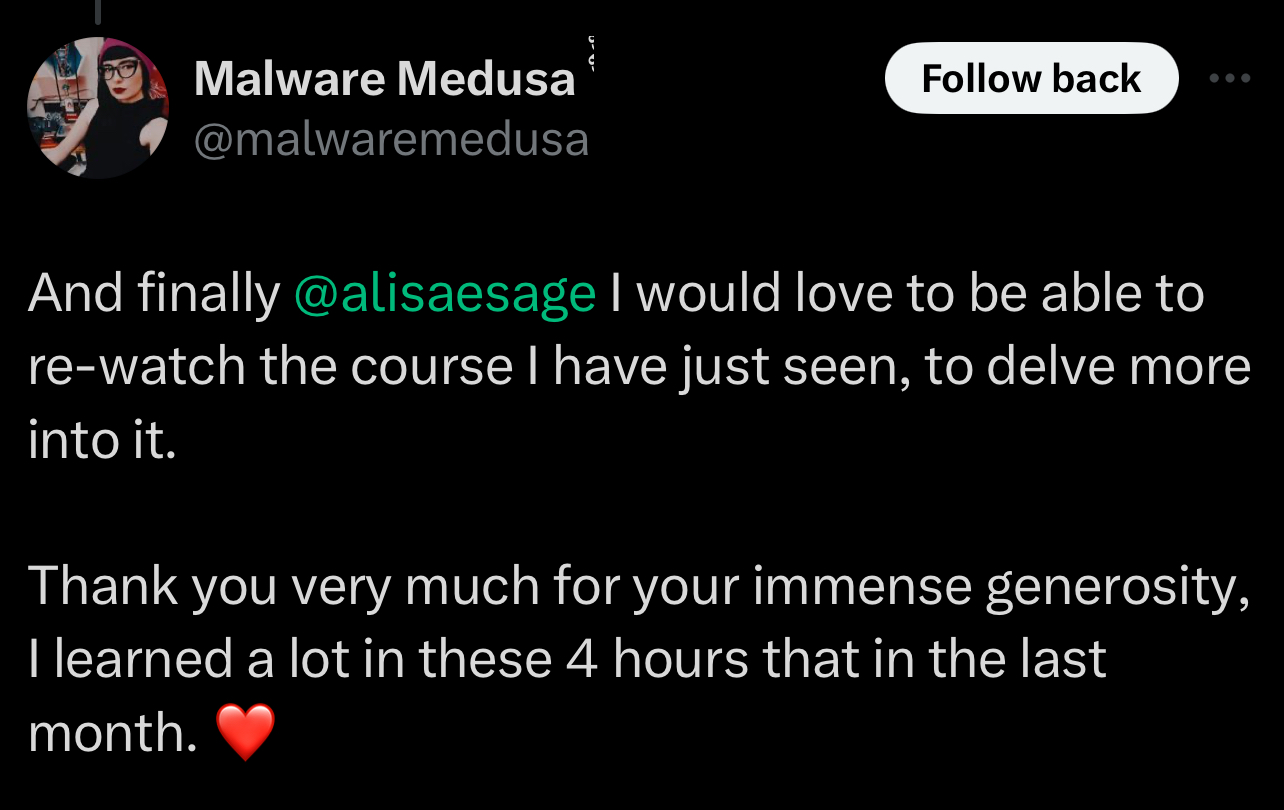 Malware Medusa
Follow back
@malwaremedusa
And finally @alisaesage I would love to be able to
re-watch the course I have just seen, to delve more
into it.
Thank you very much for your immense generosity,
I learned a lot in these 4 hours that in the last
month. ❤️